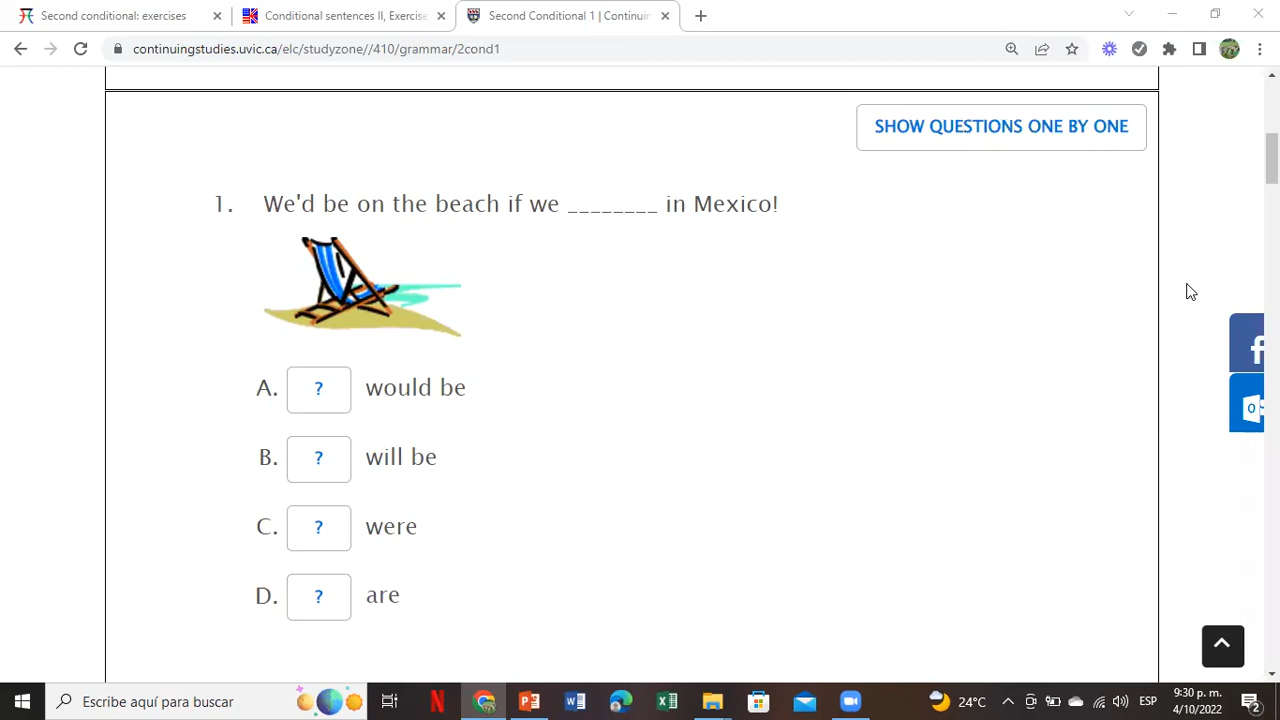 Second conditional: exercises
Conditional sentences II, Exercise
Second Conditional 1 | Continuin
continuingstudies.uvic.ca/elc/studyzone//410/grammar/2cond1
SHOW QUESTIONS ONE BY ONE
1. We'd be on the beach if we ________ in Mexico!
A. ? would be
B. ? will be
C. ? were
D. ? are
Escribe aquí para buscar
24°C
ESP
9:30 p. m.
4/10/2022
2